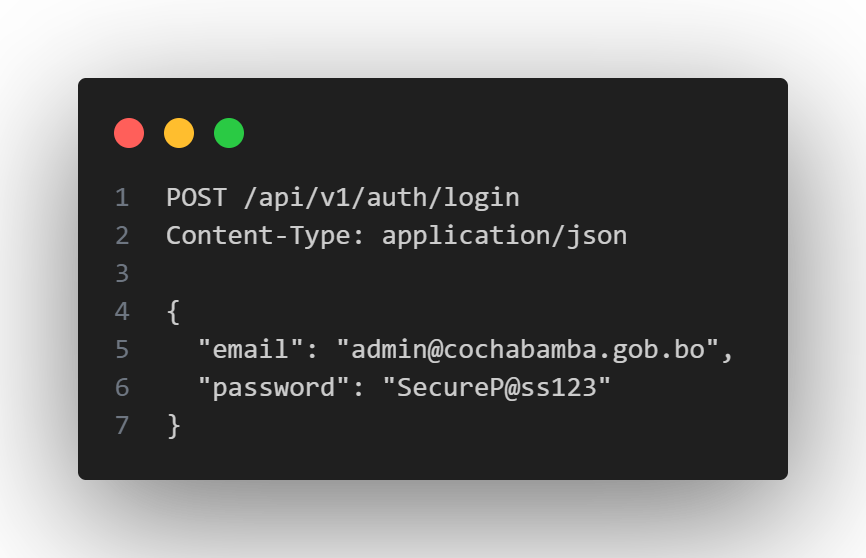 1 POST /api/v1/auth/login
2 Content-Type: application/json
3
4 {
5   "email": "admin@cochabamba.gob.bo",
6   "password": "SecureP@ss123"
7 }